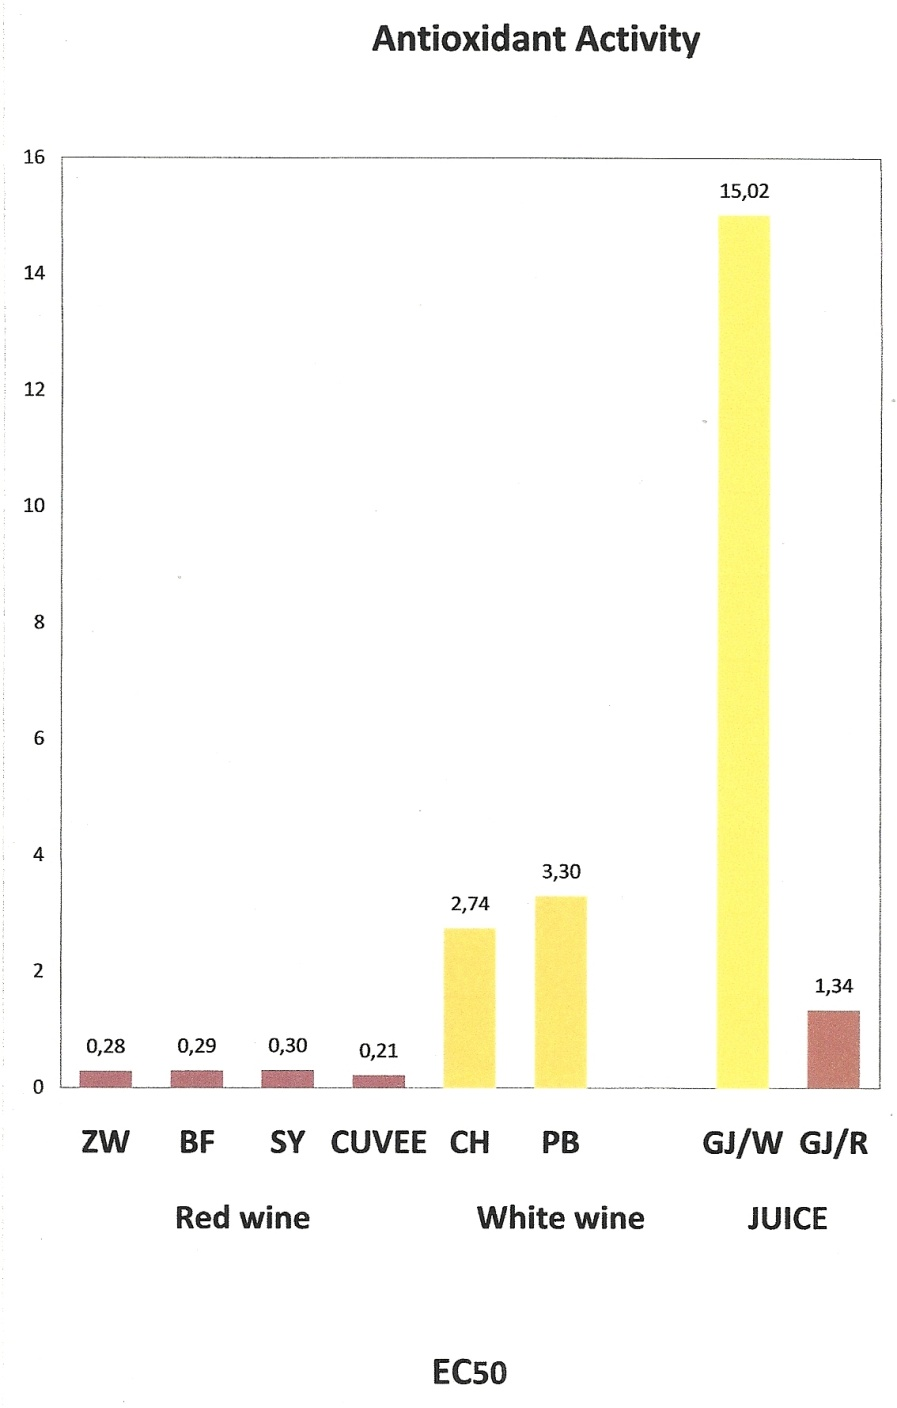 Antioxidant Activity
16
15,02
14
12
10
8
6
4
3,30
2,74
2
1,34
0,28 0,29 0,30 0,21
0
ZW BF SY CUVEE CH PB GJ/W GJ/R
Red wine White wine JUICE
EC50